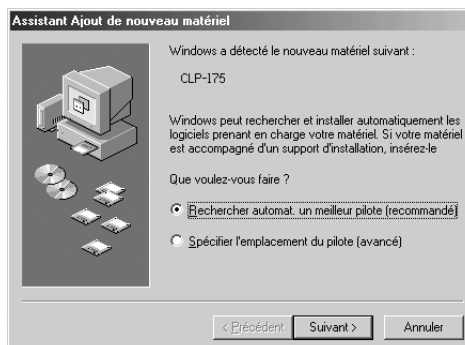 Assistant Ajout de nouveau matériel
Windows a détecté le nouveau matériel suivant :
CLP-175
Windows peut rechercher et installer automatiquement les
logiciels prenant en charge votre matériel. Si votre matériel
est accompagné d'un support d'installation, insérez-le
Que voulez-vous faire ?
Rechercher automat. un meilleur pilote (recommandé)
Spécifier l'emplacement du pilote (avancé)
< Précédent Suivant > Annuler